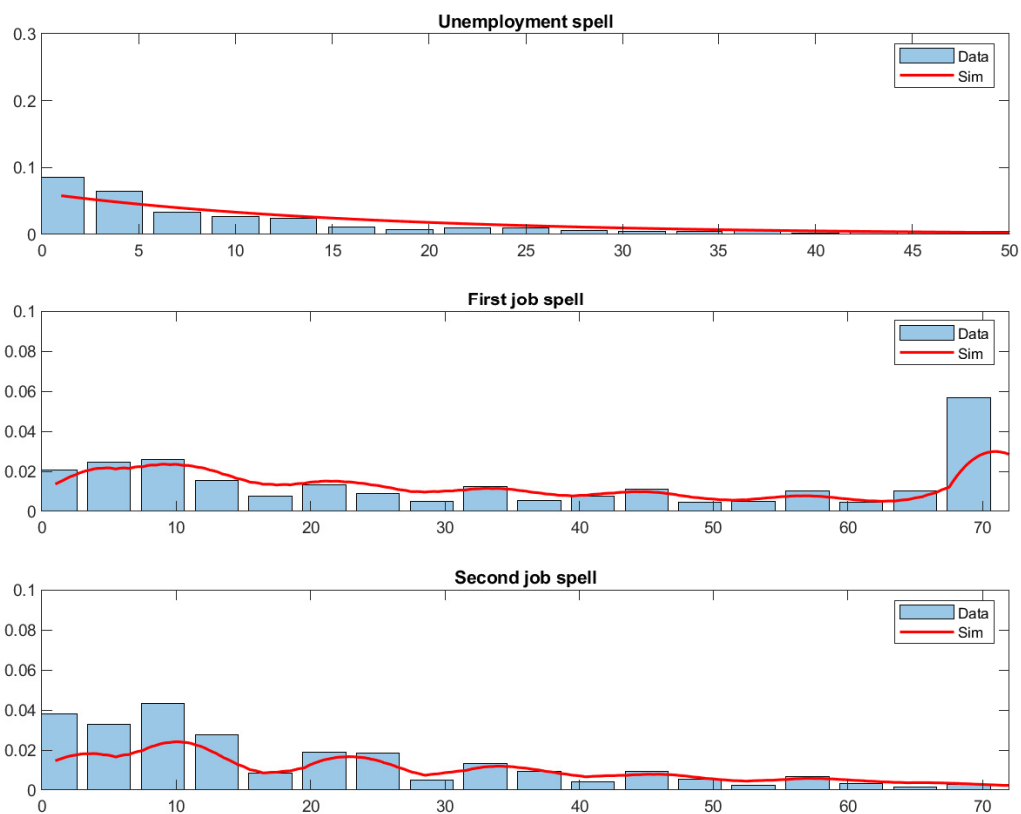 Unemployment spell
0.3
0.2
0.1
0
0 5 10 15 20 25 30 35 40 45 50
Data
Sim
First job spell
0.1
0.08
0.06
0.04
0.02
0
0 10 20 30 40 50 60 70
Data
Sim
Second job spell
0.1
0.08
0.06
0.04
0.02
0
0 10 20 30 40 50 60 70
Data
Sim